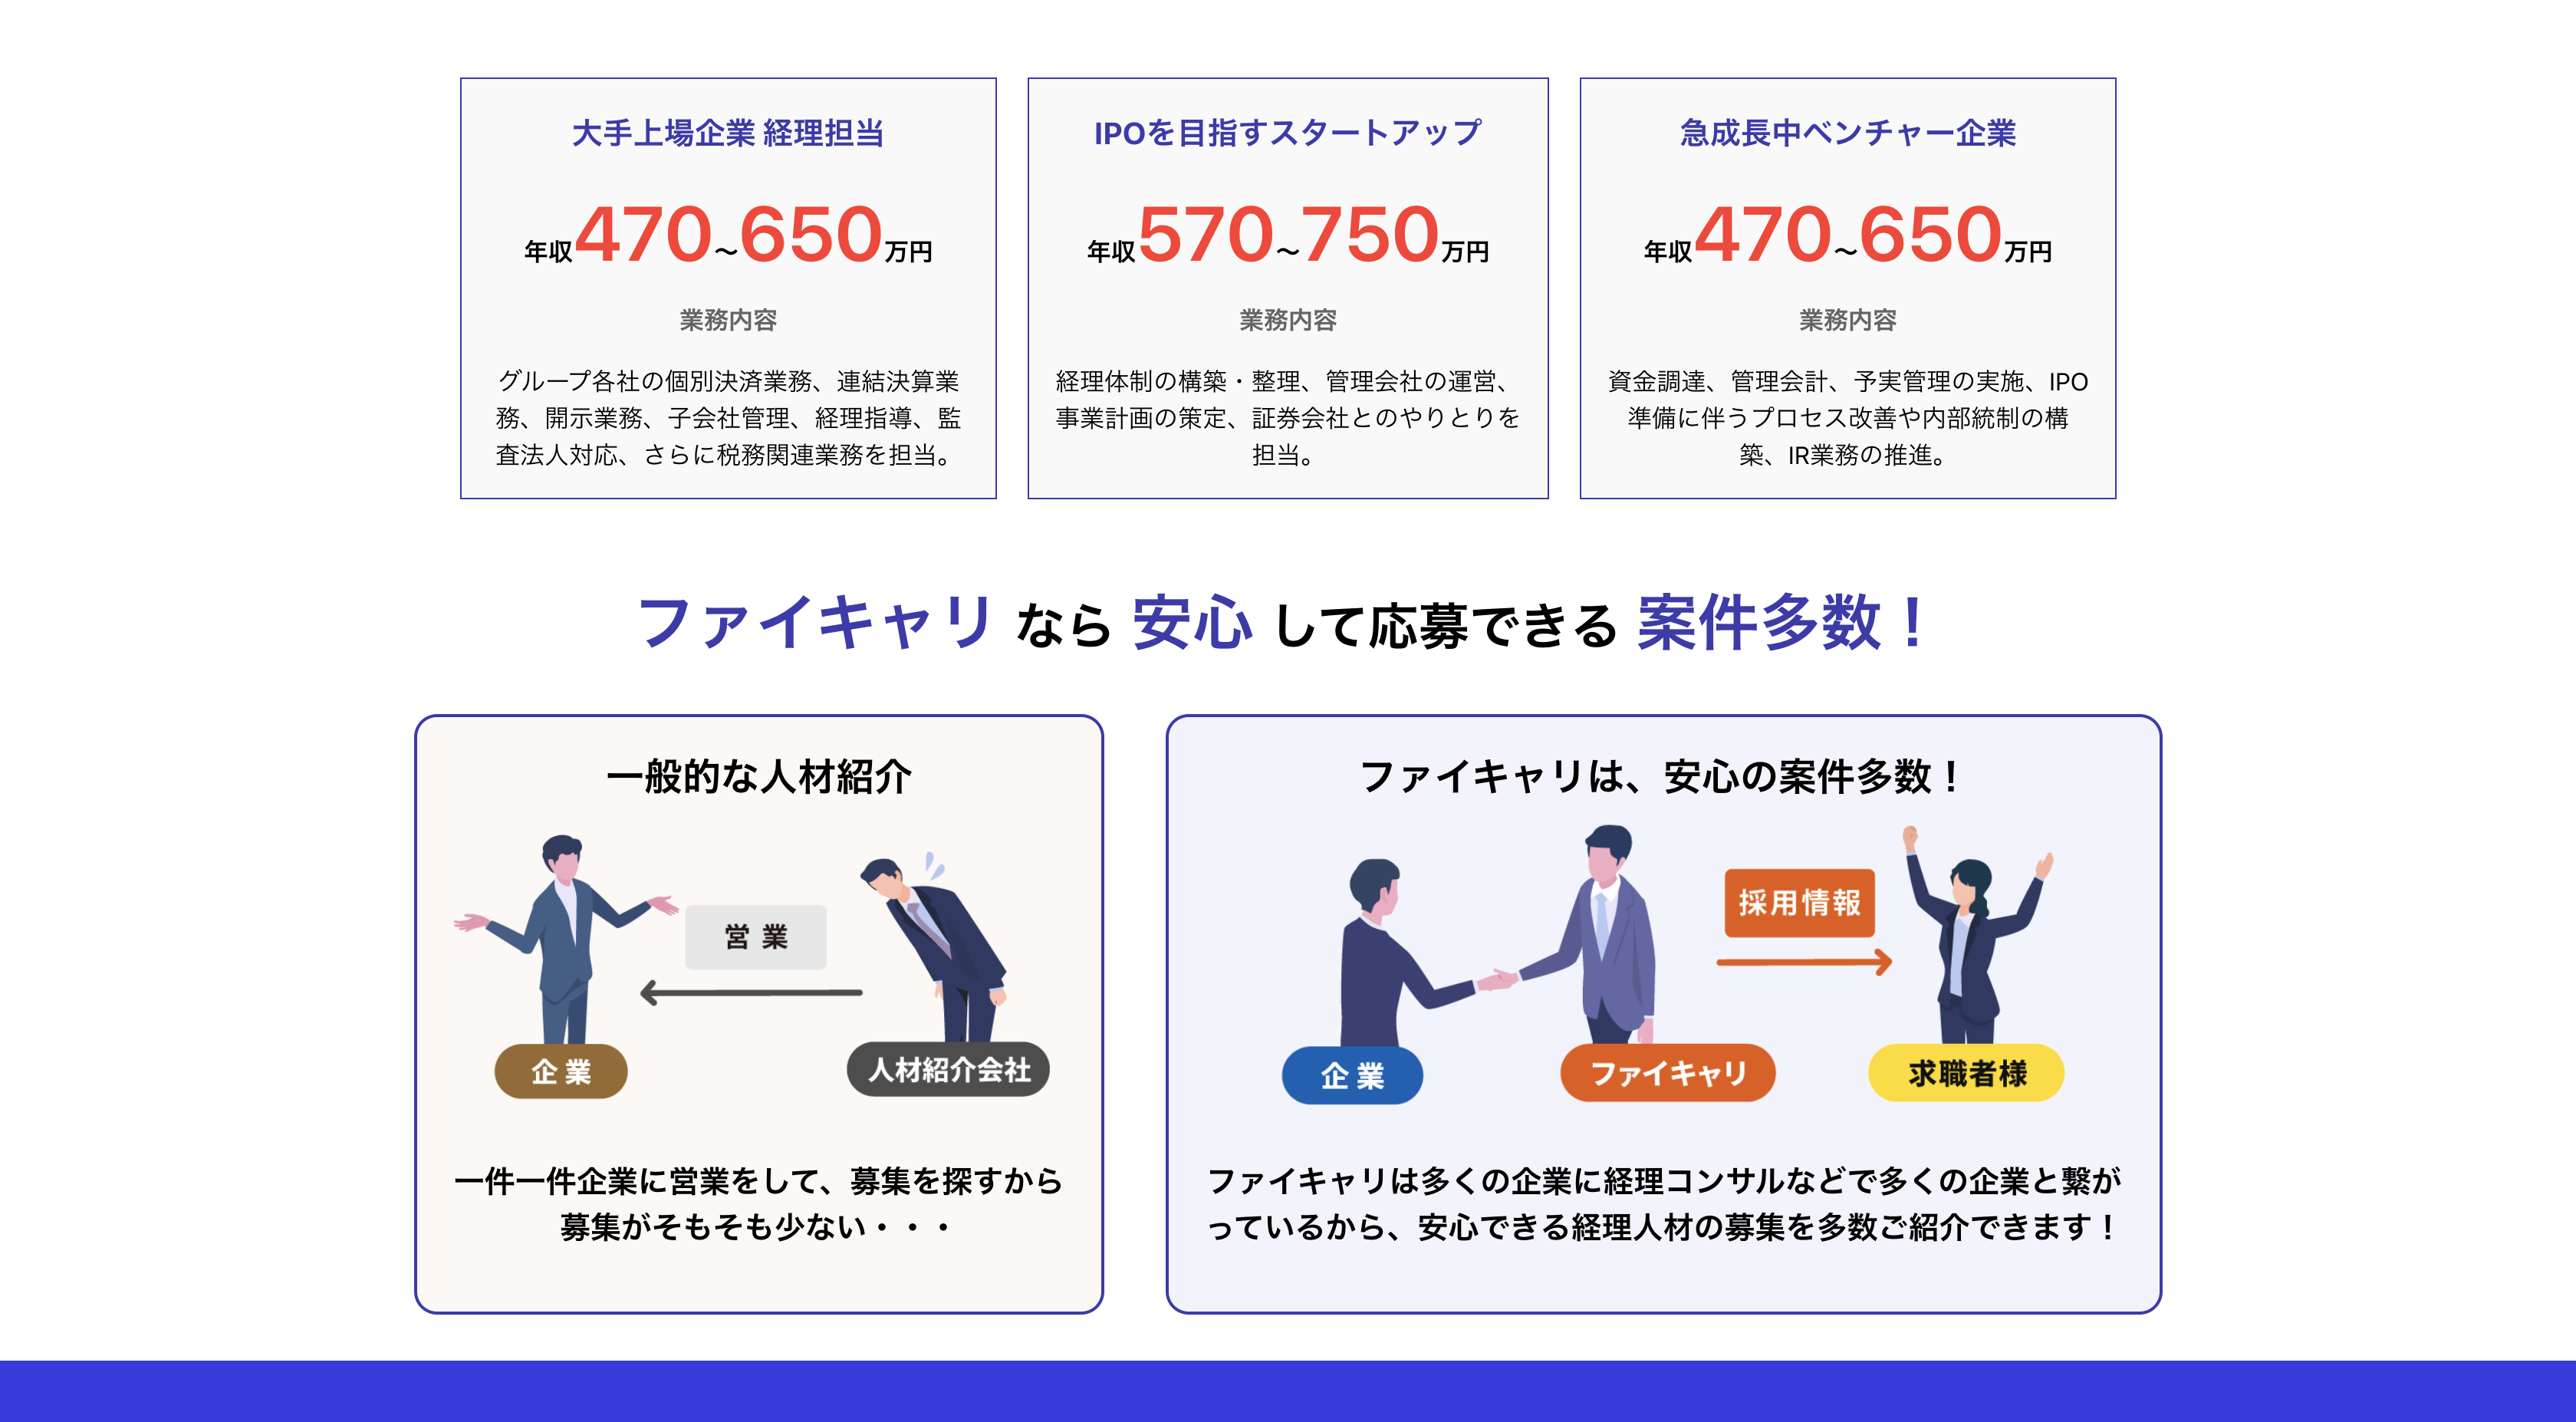 大手上場企業 経理担当
年収470~650万円
業務内容
グループ各社の個別決済業務、連結決算業
務、開示業務、子会社管理、経理指導、監
査法人対応、さらに税務関連業務を担当。
IPOを目指すスタートアップ
年収570~750万円
業務内容
経理体制の構築・整理、管理会社の運営、
事業計画の策定、証券会社とのやりとりを
担当。
急成長中ベンチャー企業
年収470~650万円
業務内容
資金調達、管理会計、予実管理の実施、IPO
準備に伴うプロセス改善や内部統制の構
築、IR業務の推進。
ファイキャリ なら 安心 して応募できる 案件多数！
一般的な人材紹介
営業
企業
人材紹介会社
一件一件企業に営業をして、募集を探すから
募集がそもそも少ない・・・
ファイキャリは、安心の案件多数！
採用情報
企業
ファイキャリ
求職者様
ファイキャリは多くの企業に経理コンサルなどで多くの企業と繋が
っているから、安心できる経理人材の募集を多数ご紹介できます！